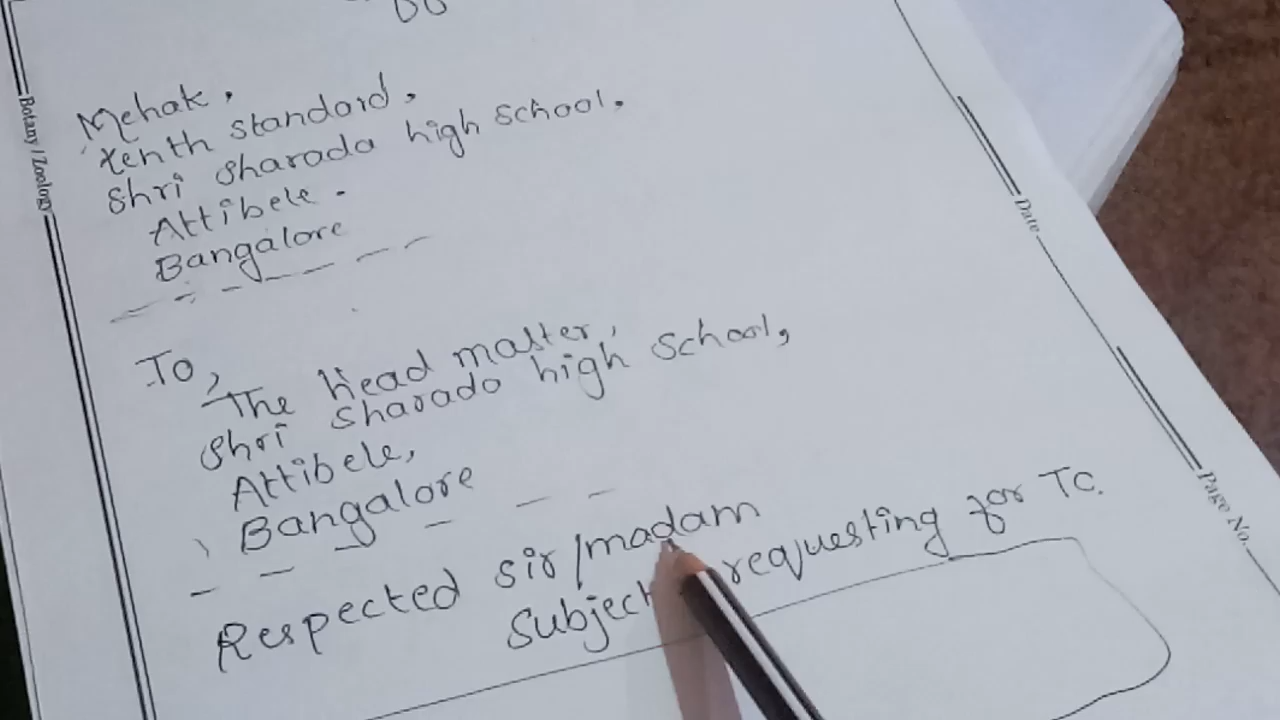 Mehak,
tenth standard,
Shri Sharada high school,
Attibele.
Bangalore
To,
The Head master,
Shri Sharada high school,
Attibele,
Bangalore
Respected sir/madam
Subject requesting for TC.
Botany / Zoology
Date
Page No.